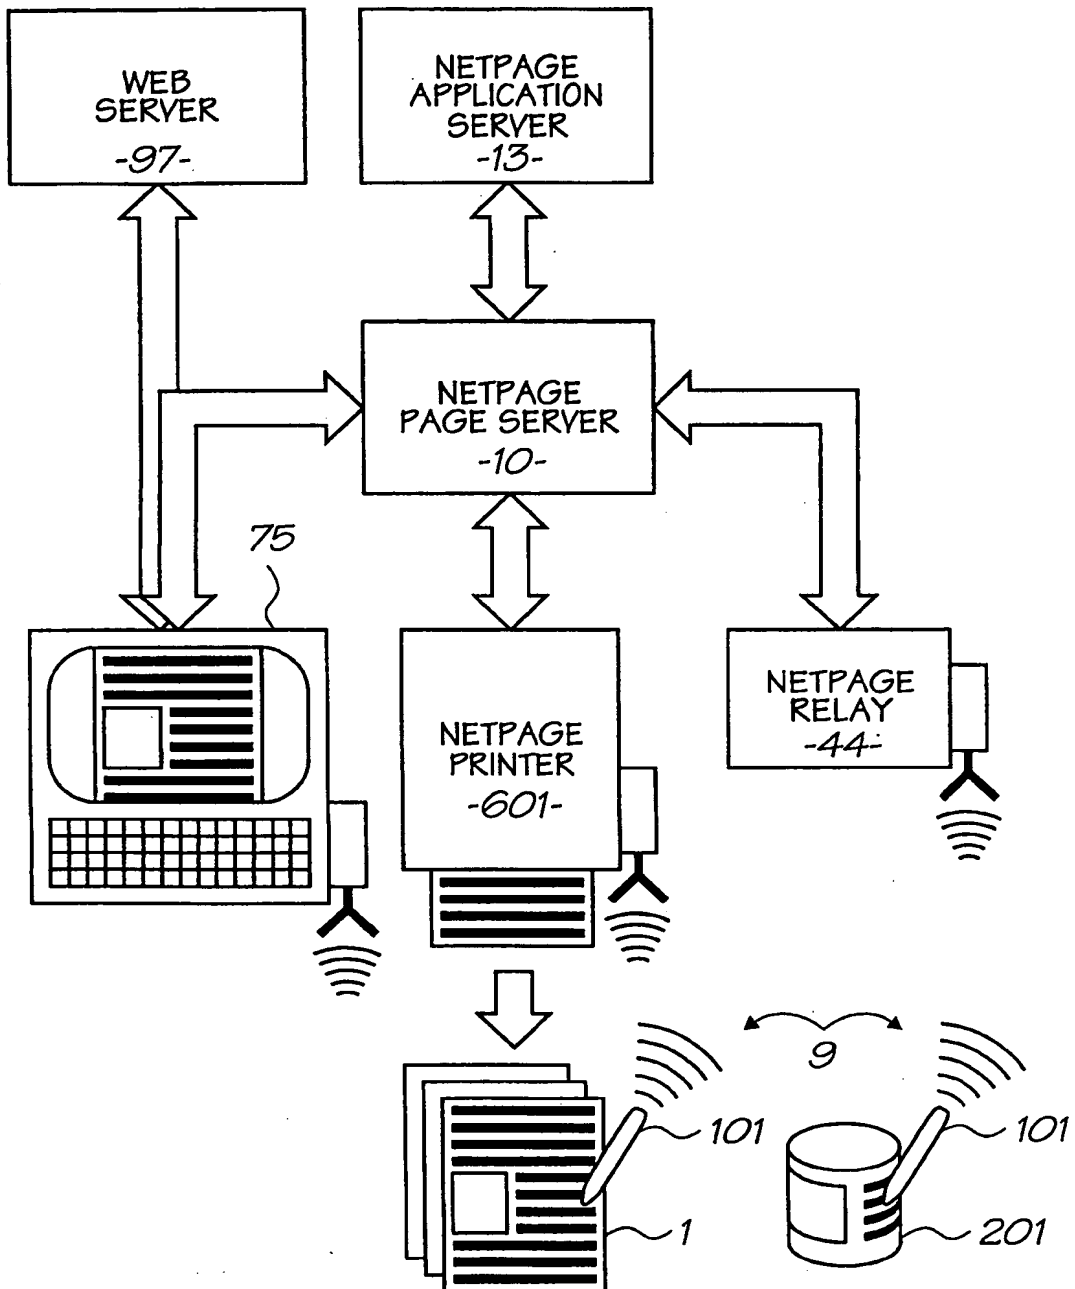 WEB
SERVER
-97-
NETPAGE
APPLICATION
SERVER
-13-
NETPAGE
PAGE SERVER
-10-
75
NETPAGE
PRINTER
-601-
NETPAGE
RELAY
-44-
9
101
101
1
201